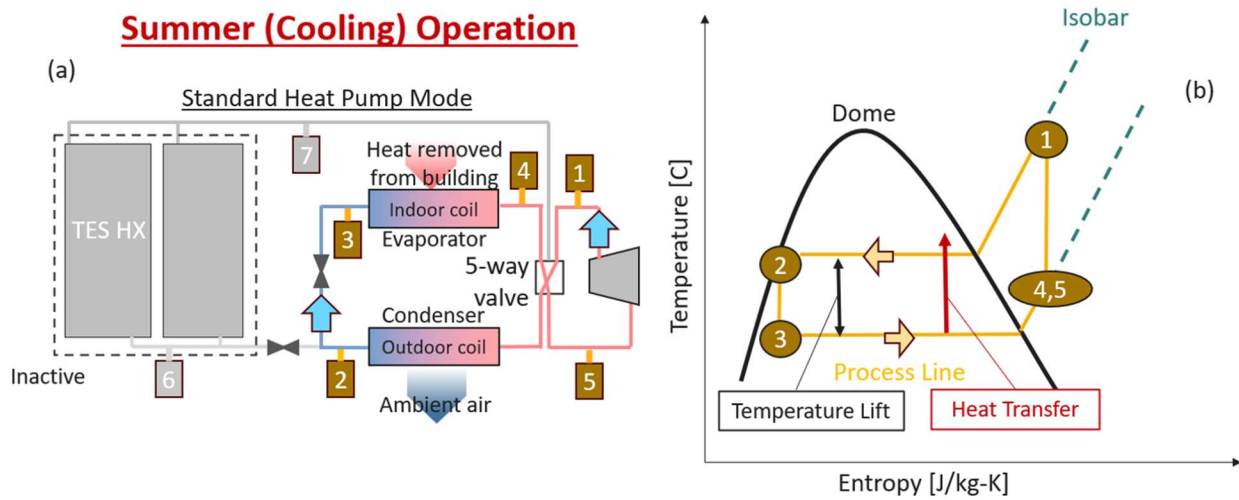 Summer (Cooling) Operation
(a)
Standard Heat Pump Mode
7
Heat removed
from building
4
1
TES HX
Indoor coil
3
Evaporator
5-way
valve
Condenser
Outdoor coil
Inactive
6
2
5
Ambient air
Isobar
(b)
Dome
1
2
4,5
3
Process Line
Temperature Lift
Heat Transfer
Temperature [C]
Entropy [J/kg-K]